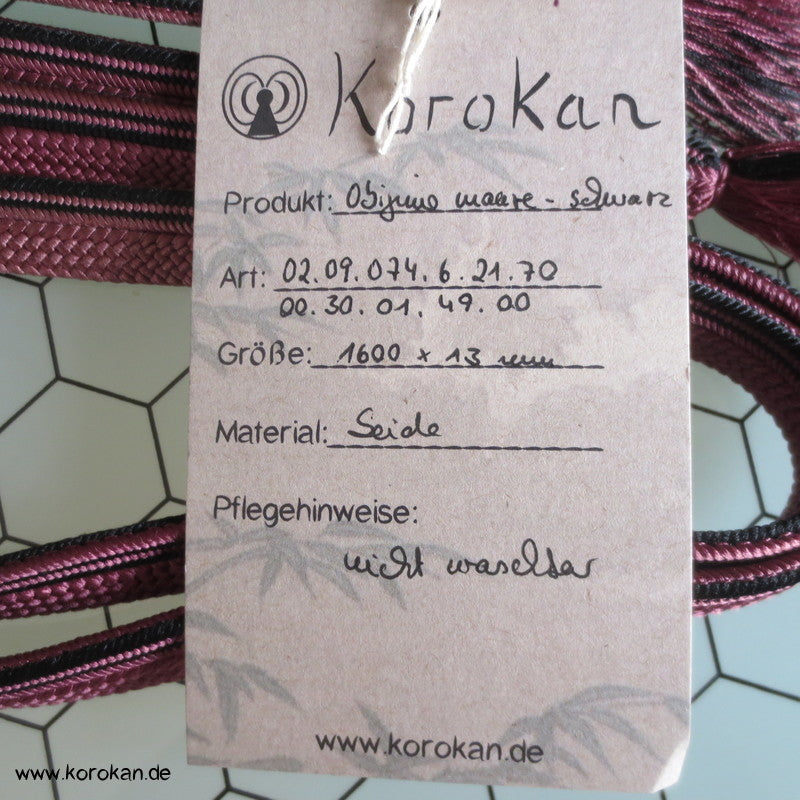 Korokan
Produkt: Obijime maare - schwarz
Art: 02.09.074.6.21.70
00.30.01.49.00
Größe: 1600 x 13 mm
Material: Seide
Pflegehinweise:
nicht waschbar
www.korokan.de
www.korokan.de